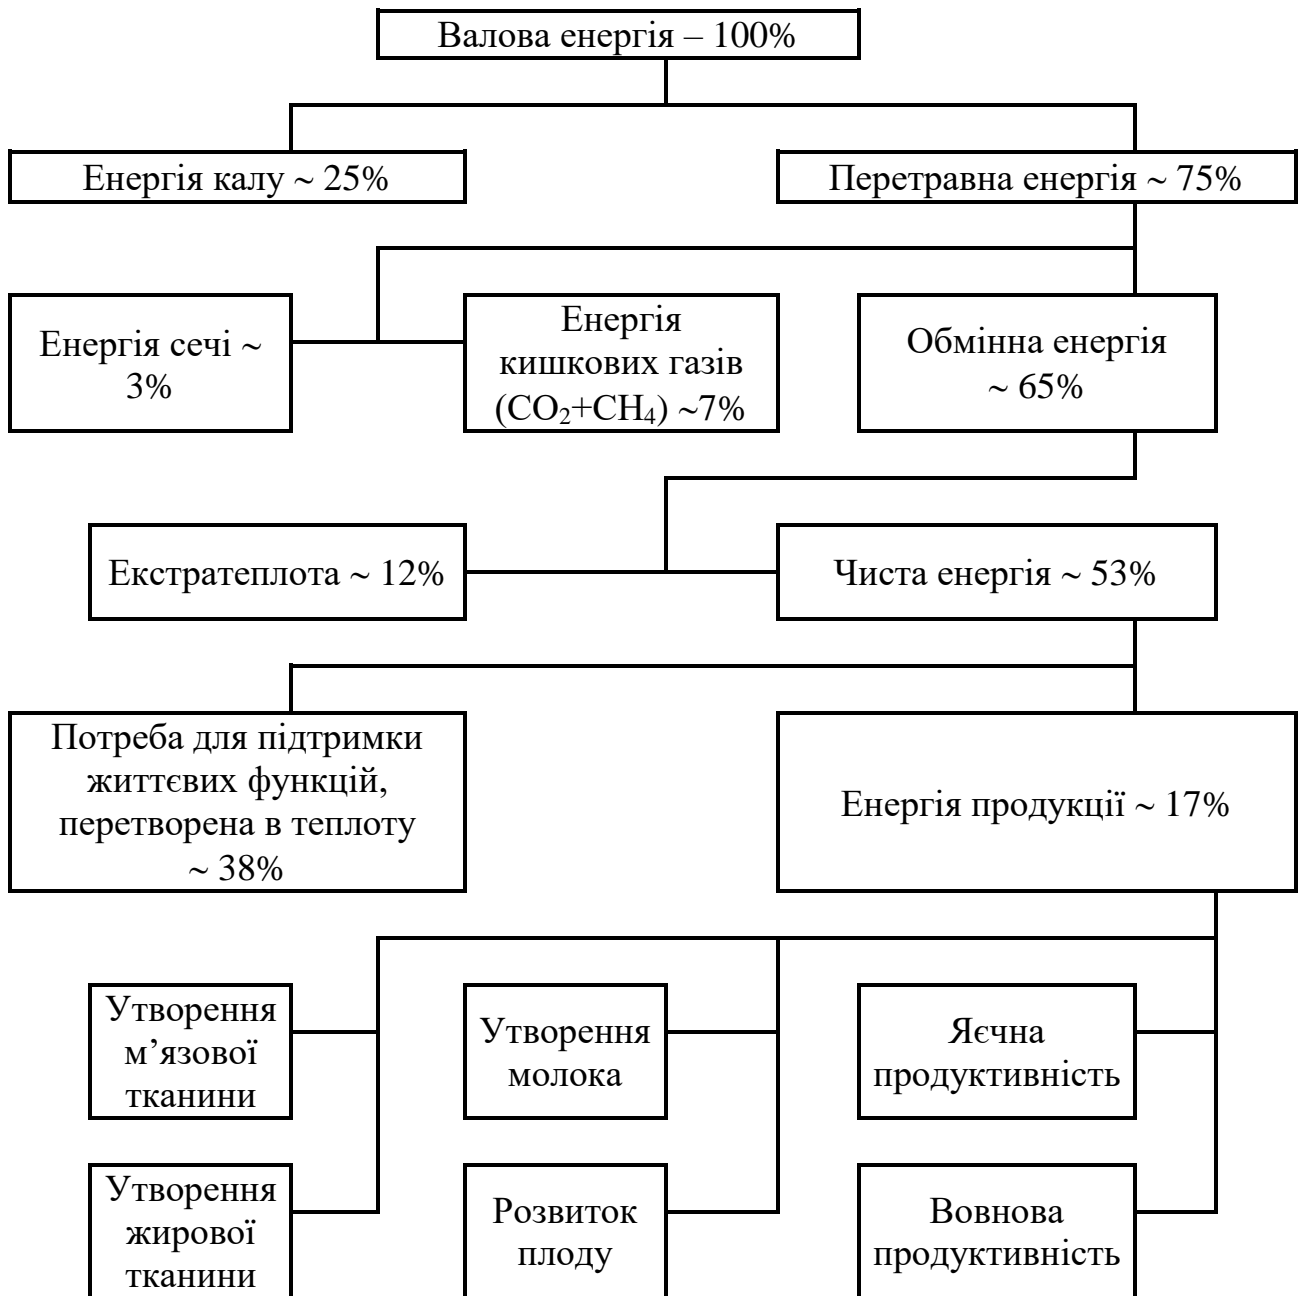 Валова енергія – 100%
Енергія калу ~ 25%
Перетравна енергія ~ 75%
Енергія сечі ~
3%
Енергія
кишкових газів
(CO₂+CH₄) ~7%
Обмінна енергія
~ 65%
Екстратеплота ~ 12%
Чиста енергія ~ 53%
Потреба для підтримки
життєвих функцій,
перетворена в теплоту
~ 38%
Енергія продукції ~ 17%
Утворення
м’язової
тканини
Утворення
молока
Яєчна
продуктивність
Утворення
жирової
тканини
Розвиток
плоду
Вовнова
продуктивність